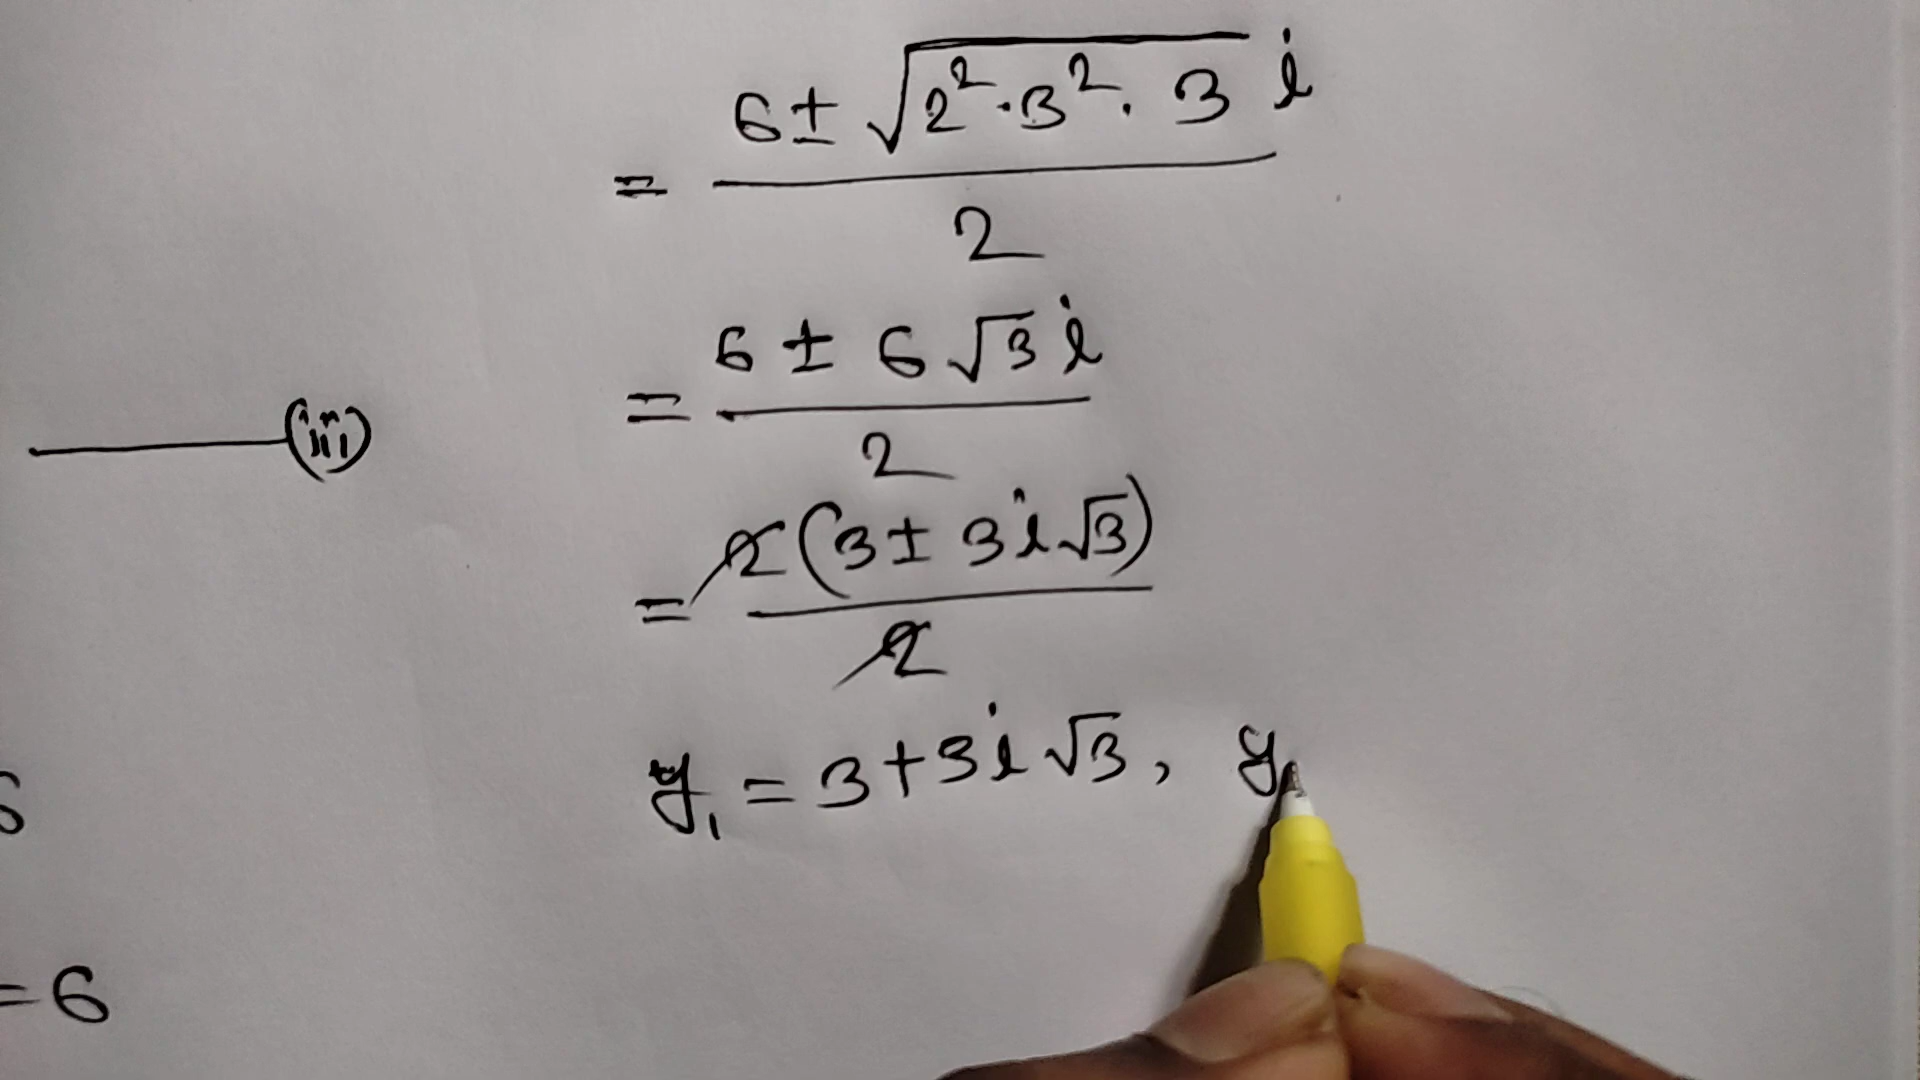 = (6 ± √(2² · 3² · 3) i) / 2
= (6 ± 6√3 i) / 2
(iii)
= 2(3 ± 3i√3) / 2
y₁ = 3+3i√3, y
= 6